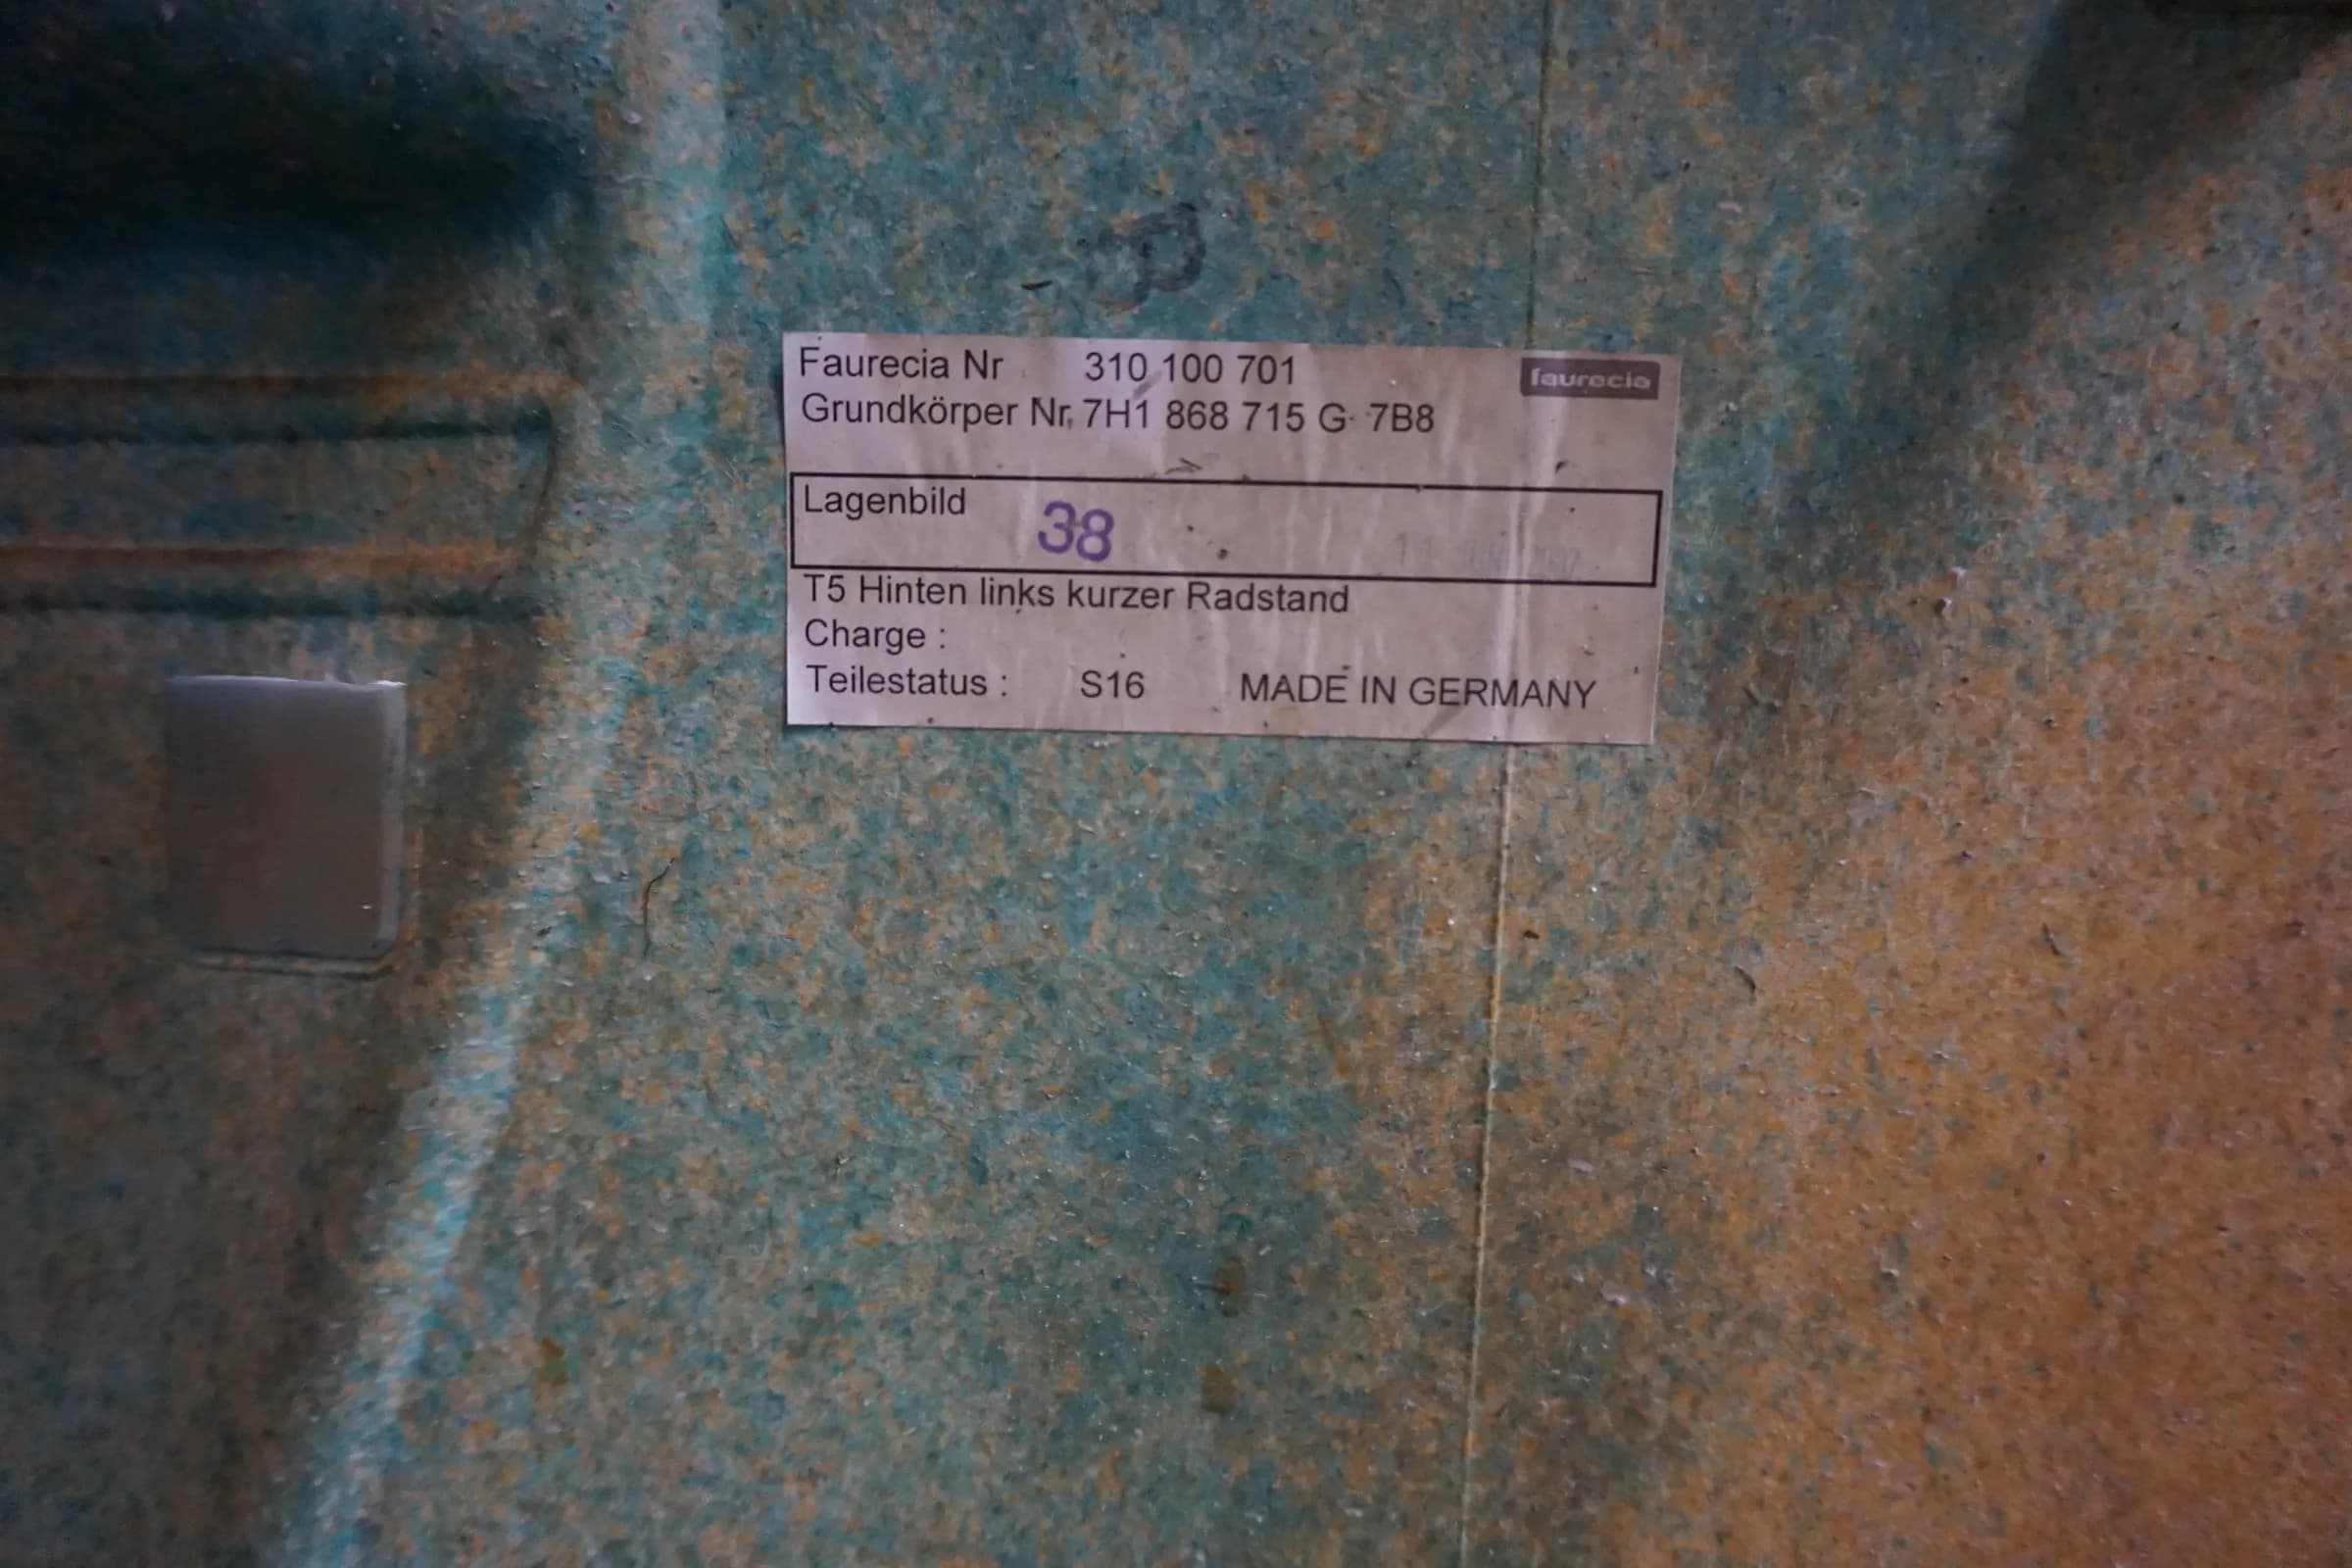 Faurecia Nr 310 100 701 faurecia
Grundkörper Nr. 7H1 868 715 G 7B8
Lagenbild 38
T5 Hinten links kurzer Radstand
Charge :
Teilestatus : S16 MADE IN GERMANY